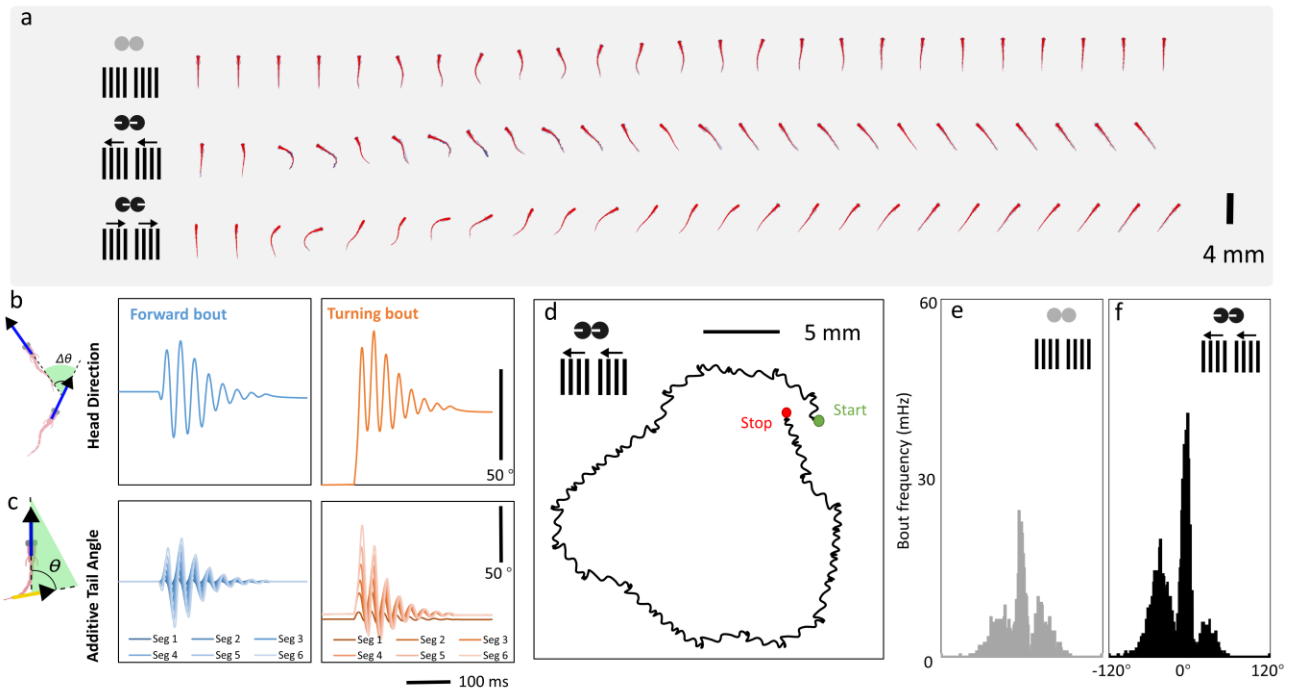 a
4 mm
b
Δθ
Head Direction
Forward bout
Turning bout
50 °
c
θ
Additive Tail Angle
Seg 1 Seg 2 Seg 3
Seg 4 Seg 5 Seg 6
50°
Seg 1 Seg 2 Seg 3
Seg 4 Seg 5 Seg 6
100 ms
d
5 mm
Start
Stop
e
f
Bout frequency (mHz)
60
30
0
-120° 0° 120°